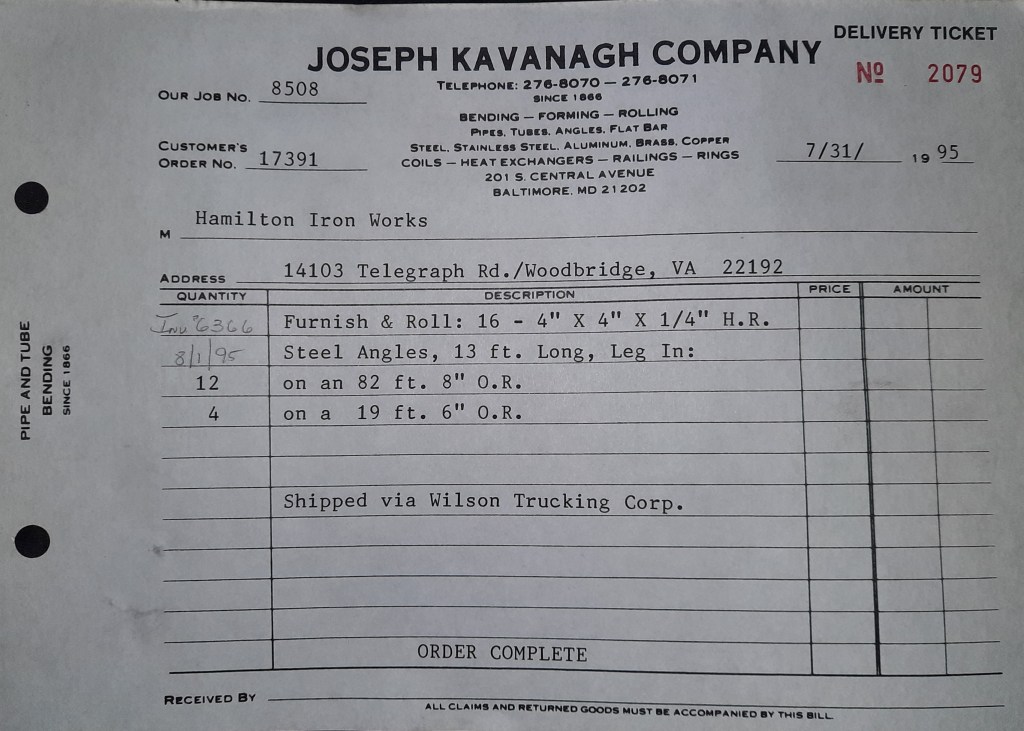 DELIVERY TICKET
JOSEPH KAVANAGH COMPANY
Nº 2079
TELEPHONE: 276-8070 — 276-8071
SINCE 1866
OUR JOB NO. 8508
BENDING — FORMING — ROLLING
PIPES, TUBES, ANGLES, FLAT BAR
STEEL, STAINLESS STEEL, ALUMINUM, BRASS, COPPER
CUSTOMER'S
ORDER NO. 17391
COILS — HEAT EXCHANGERS — RAILINGS — RINGS
7/31/ 19 95
201 S. CENTRAL AVENUE
BALTIMORE, MD 21202
M Hamilton Iron Works
ADDRESS 14103 Telegraph Rd./Woodbridge, VA 22192
QUANTITY DESCRIPTION PRICE AMOUNT
Inv # 6366 Furnish & Roll: 16 - 4" X 4" X 1/4" H.R.
8/1/95 Steel Angles, 13 ft. Long, Leg In:
12 on an 82 ft. 8" O.R.
4 on a 19 ft. 6" O.R.
Shipped via Wilson Trucking Corp.
ORDER COMPLETE
RECEIVED BY
ALL CLAIMS AND RETURNED GOODS MUST BE ACCOMPANIED BY THIS BILL
PIPE AND TUBE
BENDING
SINCE 1866